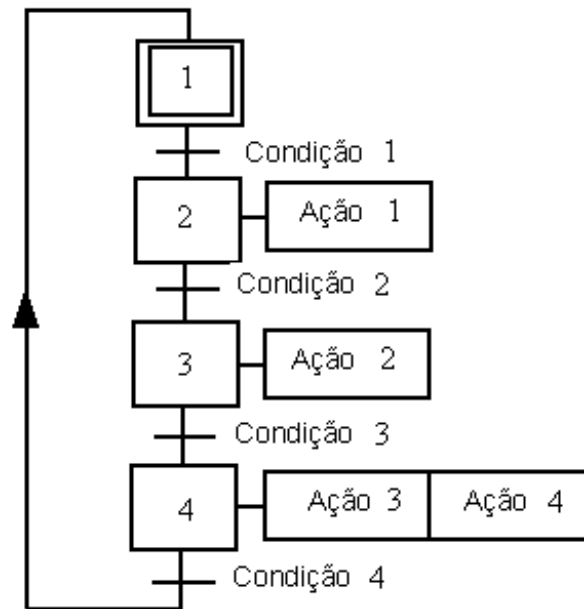 1
Condição 1
2 Ação 1
Condição 2
3 Ação 2
Condição 3
4 Ação 3 Ação 4
Condição 4